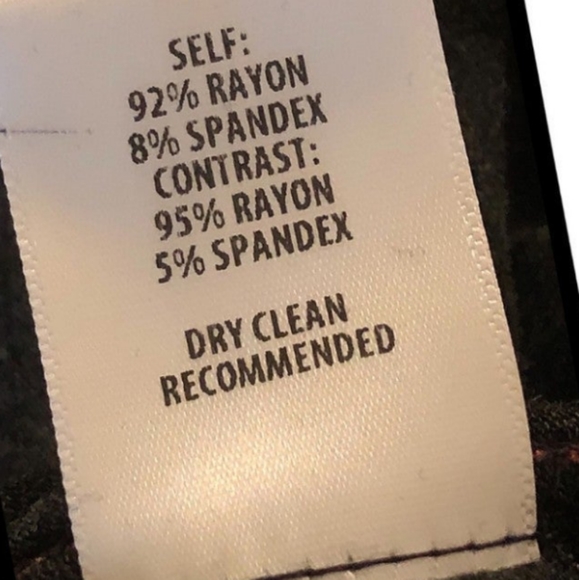 SELF:
92% RAYON
8% SPANDEX
CONTRAST:
95% RAYON
5% SPANDEX
DRY CLEAN
RECOMMENDED